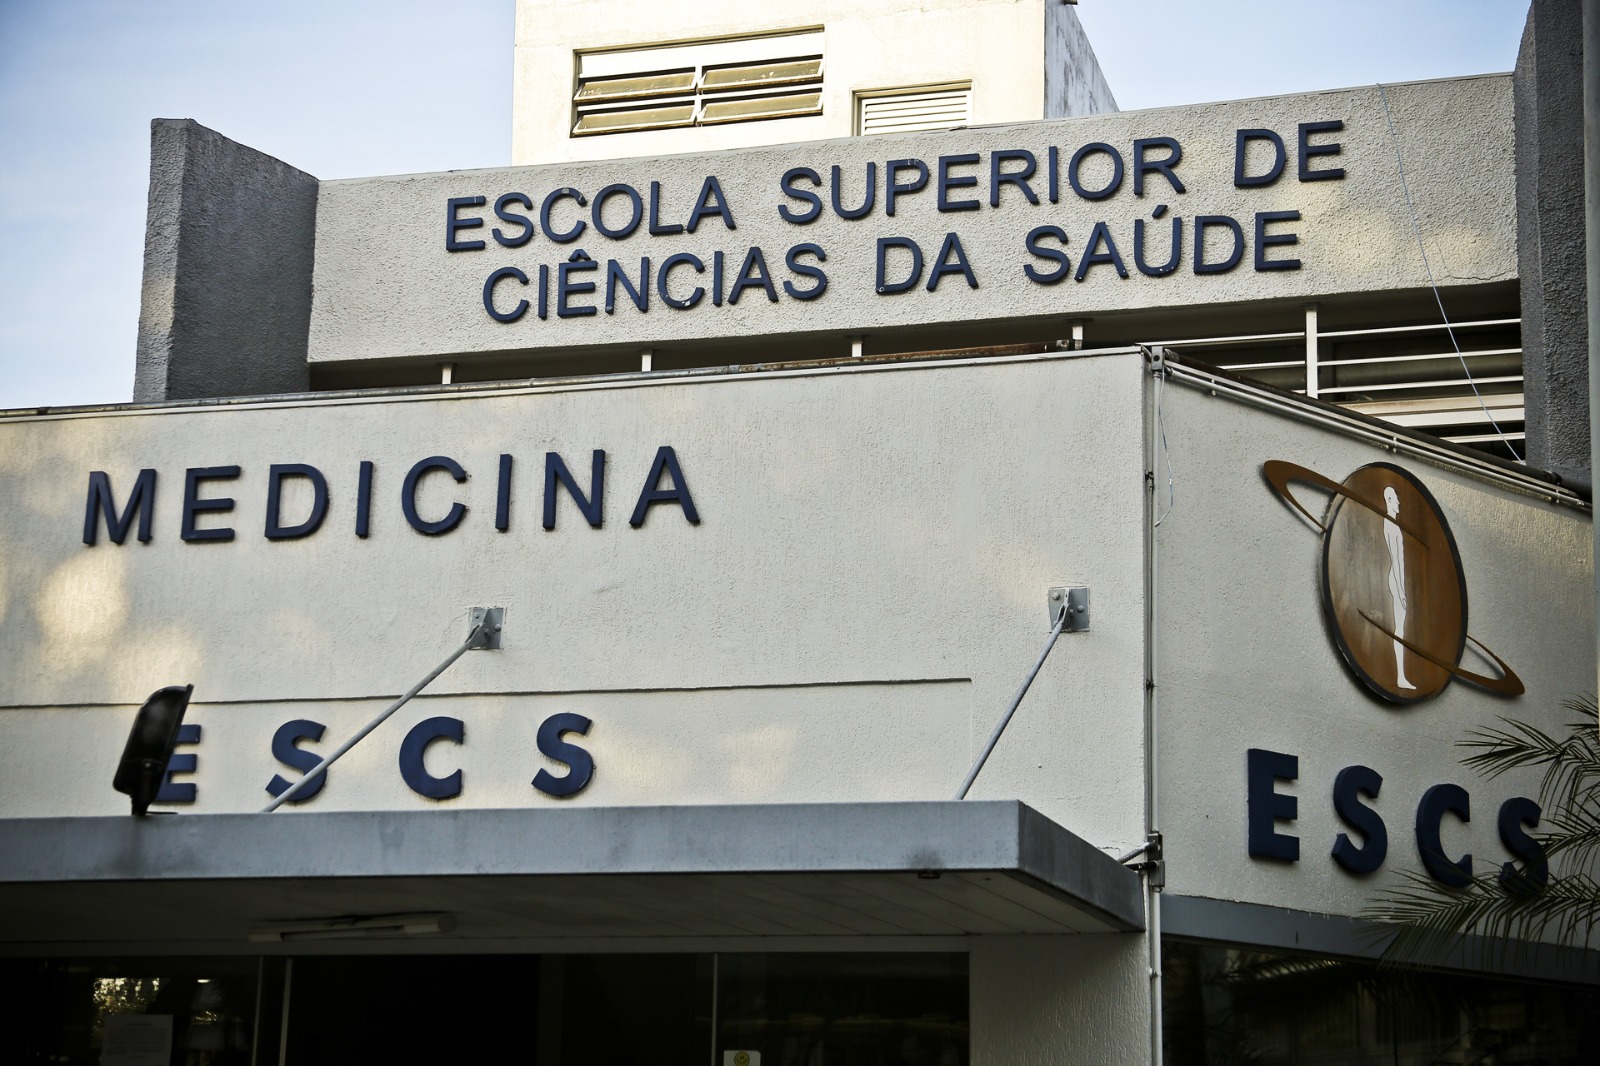 ESCOLA SUPERIOR DE
CIÊNCIAS DA SAÚDE
MEDICINA
ESCS
ESCS